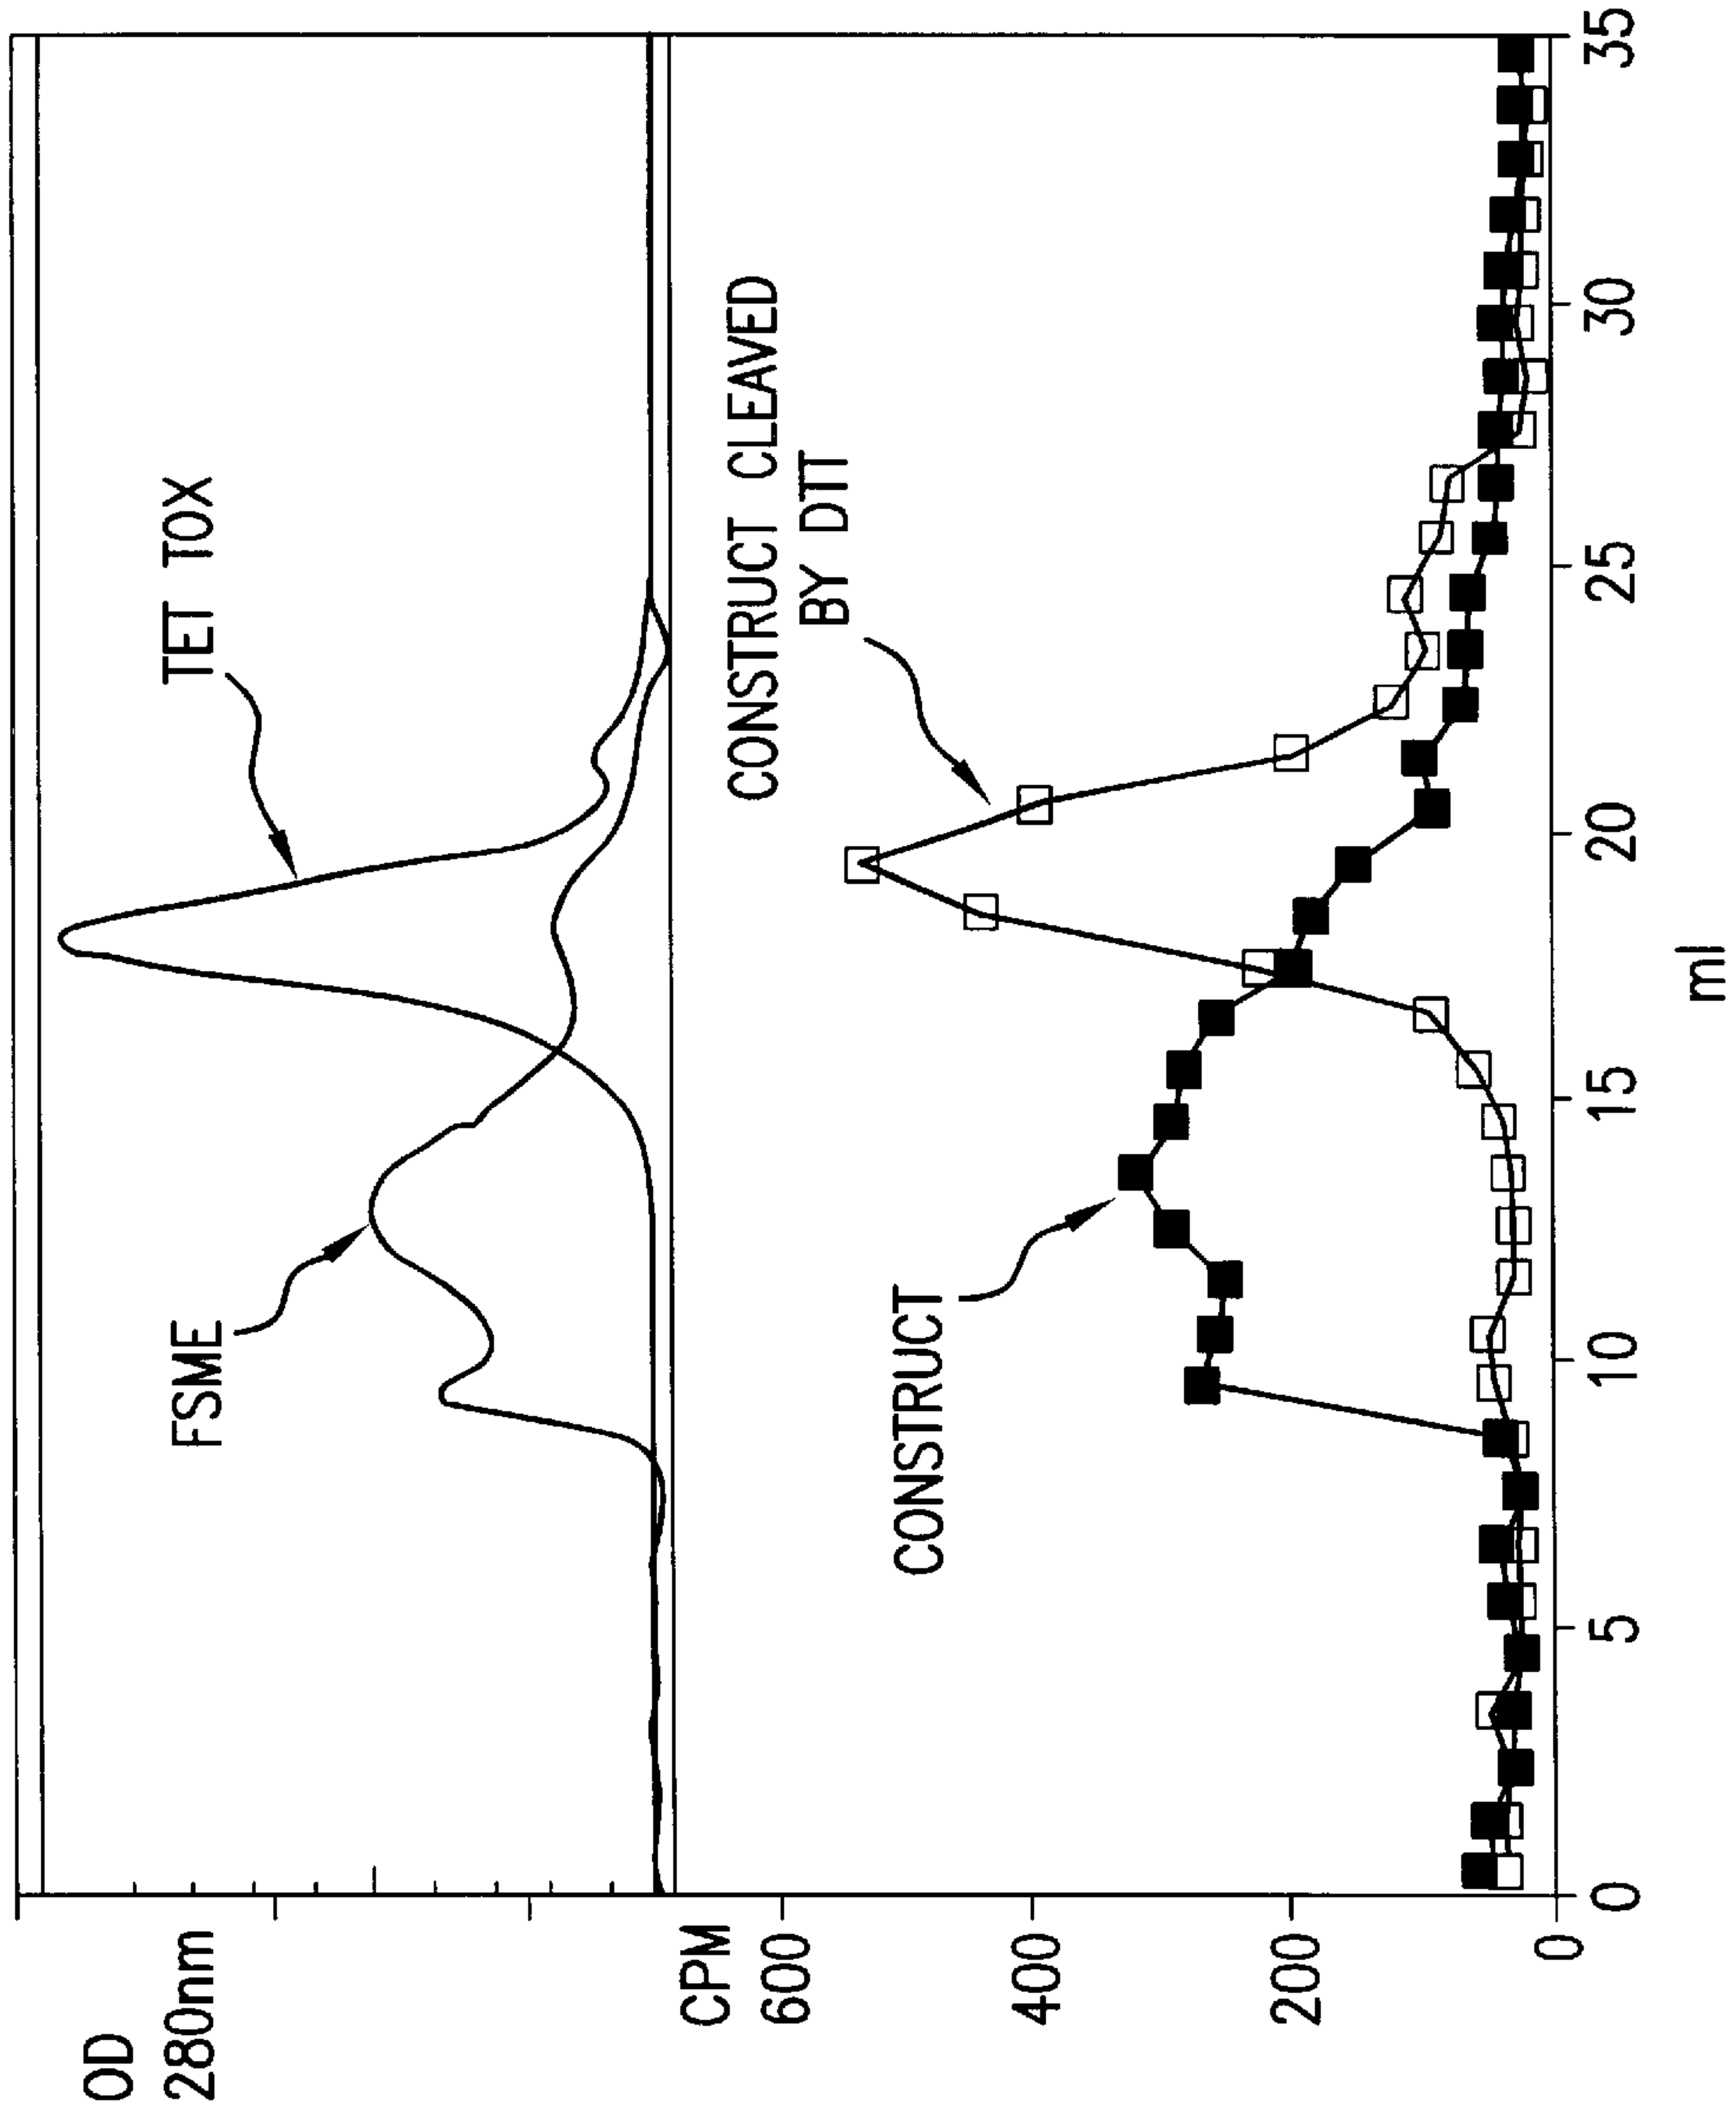 OD
280nm
TET TOX
FSME
CPM
600
400
200
0
CONSTRUCT CLEAVED
BY DTT
CONSTRUCT
0 5 10 15 20 25 30 35
ml